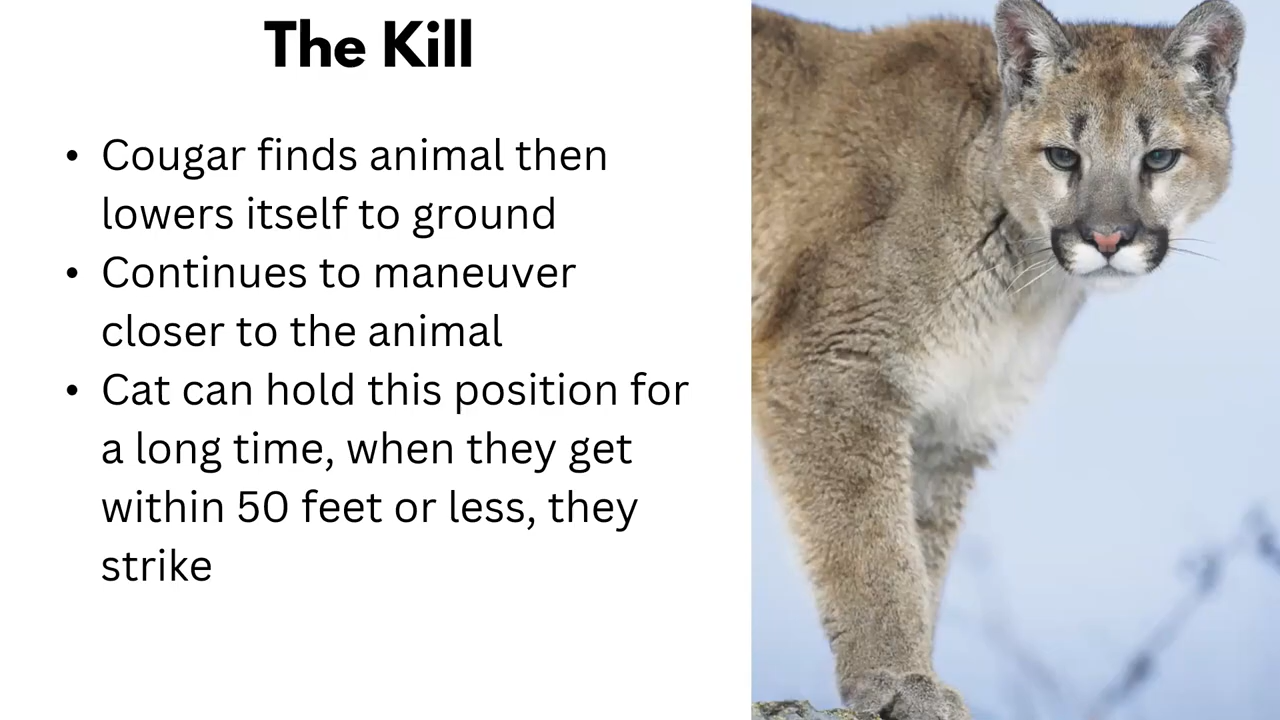 The Kill
• Cougar finds animal then
lowers itself to ground
• Continues to maneuver
closer to the animal
• Cat can hold this position for
a long time, when they get
within 50 feet or less, they
strike